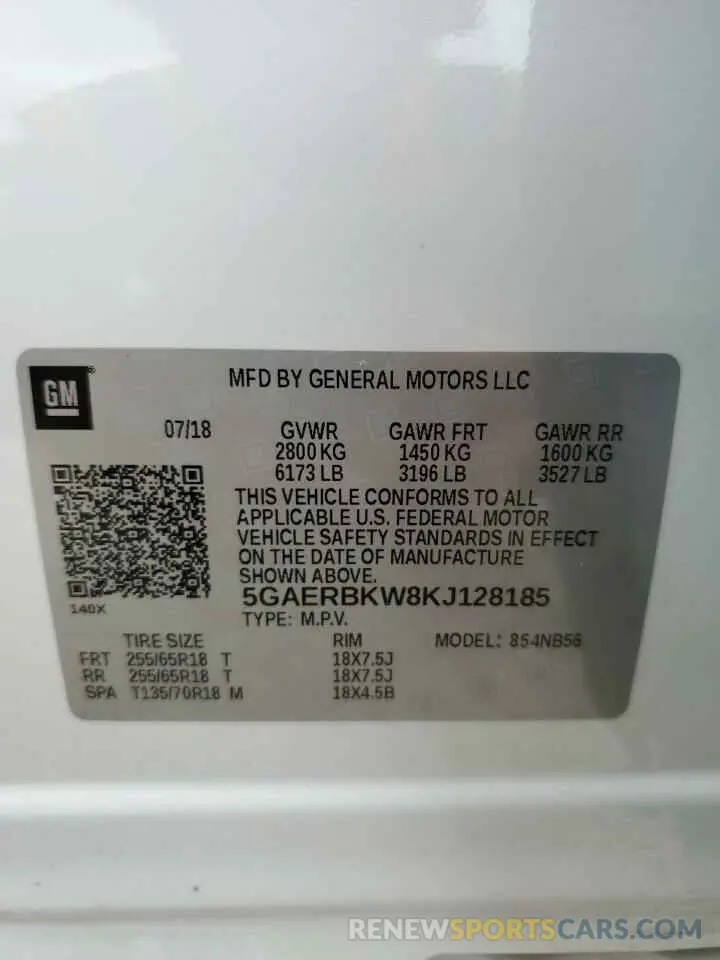 GM
MFD BY GENERAL MOTORS LLC
07/18 GVWR GAWR FRT GAWR RR
2800 KG 1450 KG 1600 KG
6173 LB 3196 LB 3527 LB
THIS VEHICLE CONFORMS TO ALL
APPLICABLE U.S. FEDERAL MOTOR
VEHICLE SAFETY STANDARDS IN EFFECT
ON THE DATE OF MANUFACTURE
SHOWN ABOVE.
5GAERBKW8KJ128185
140X
TYPE: M.P.V.
TIRE SIZE RIM MODEL: 854NB56
FRT 255/65R18 T 18X7.5J
RR 255/65R18 T 18X7.5J
SPA T135/70R18 M 18X4.5B
RENEWSPORTSCARS.COM